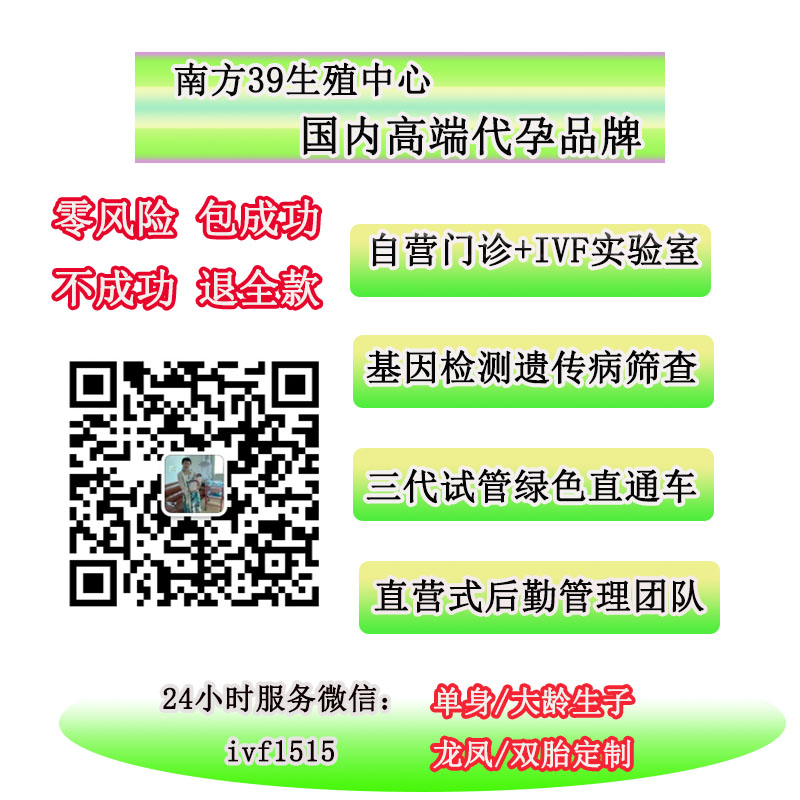 南方39生殖中心
国内高端代孕品牌
零风险 包成功
不成功 退全款
自营门诊+IVF实验室
基因检测遗传病筛查
三代试管绿色直通车
直营式后勤管理团队
24小时服务微信：
ivf1515
单身/大龄生子
龙凤/双胎定制